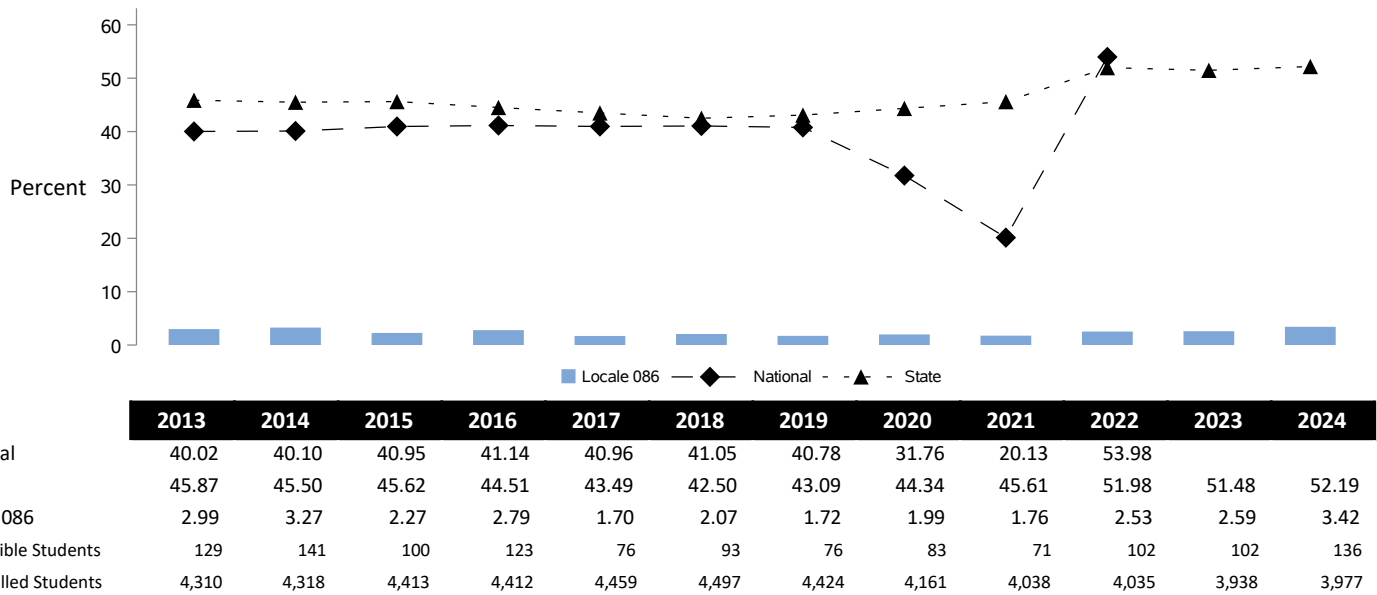 60
50
40
Percent 30
20
10
0
Locale 086 National State
2013 2014 2015 2016 2017 2018 2019 2020 2021 2022 2023 2024
al 40.02 40.10 40.95 41.14 40.96 41.05 40.78 31.76 20.13 53.98
45.87 45.50 45.62 44.51 43.49 42.50 43.09 44.34 45.61 51.98 51.48 52.19
086 2.99 3.27 2.27 2.79 1.70 2.07 1.72 1.99 1.76 2.53 2.59 3.42
ible Students 129 141 100 123 76 93 76 83 71 102 102 136
lled Students 4,310 4,318 4,413 4,412 4,459 4,497 4,424 4,161 4,038 4,035 3,938 3,977